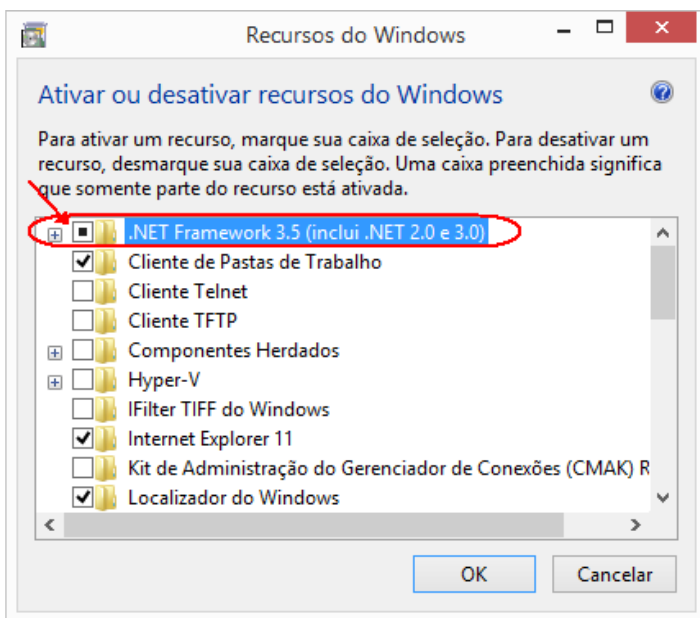 Recursos do Windows
Ativar ou desativar recursos do Windows
Para ativar um recurso, marque sua caixa de seleção. Para desativar um
recurso, desmarque sua caixa de seleção. Uma caixa preenchida significa
que somente parte do recurso está ativada.
.NET Framework 3.5 (inclui .NET 2.0 e 3.0)
Cliente de Pastas de Trabalho
Cliente Telnet
Cliente TFTP
Componentes Herdados
Hyper-V
IFilter TIFF do Windows
Internet Explorer 11
Kit de Administração do Gerenciador de Conexões (CMAK) R
Localizador do Windows
OK Cancelar